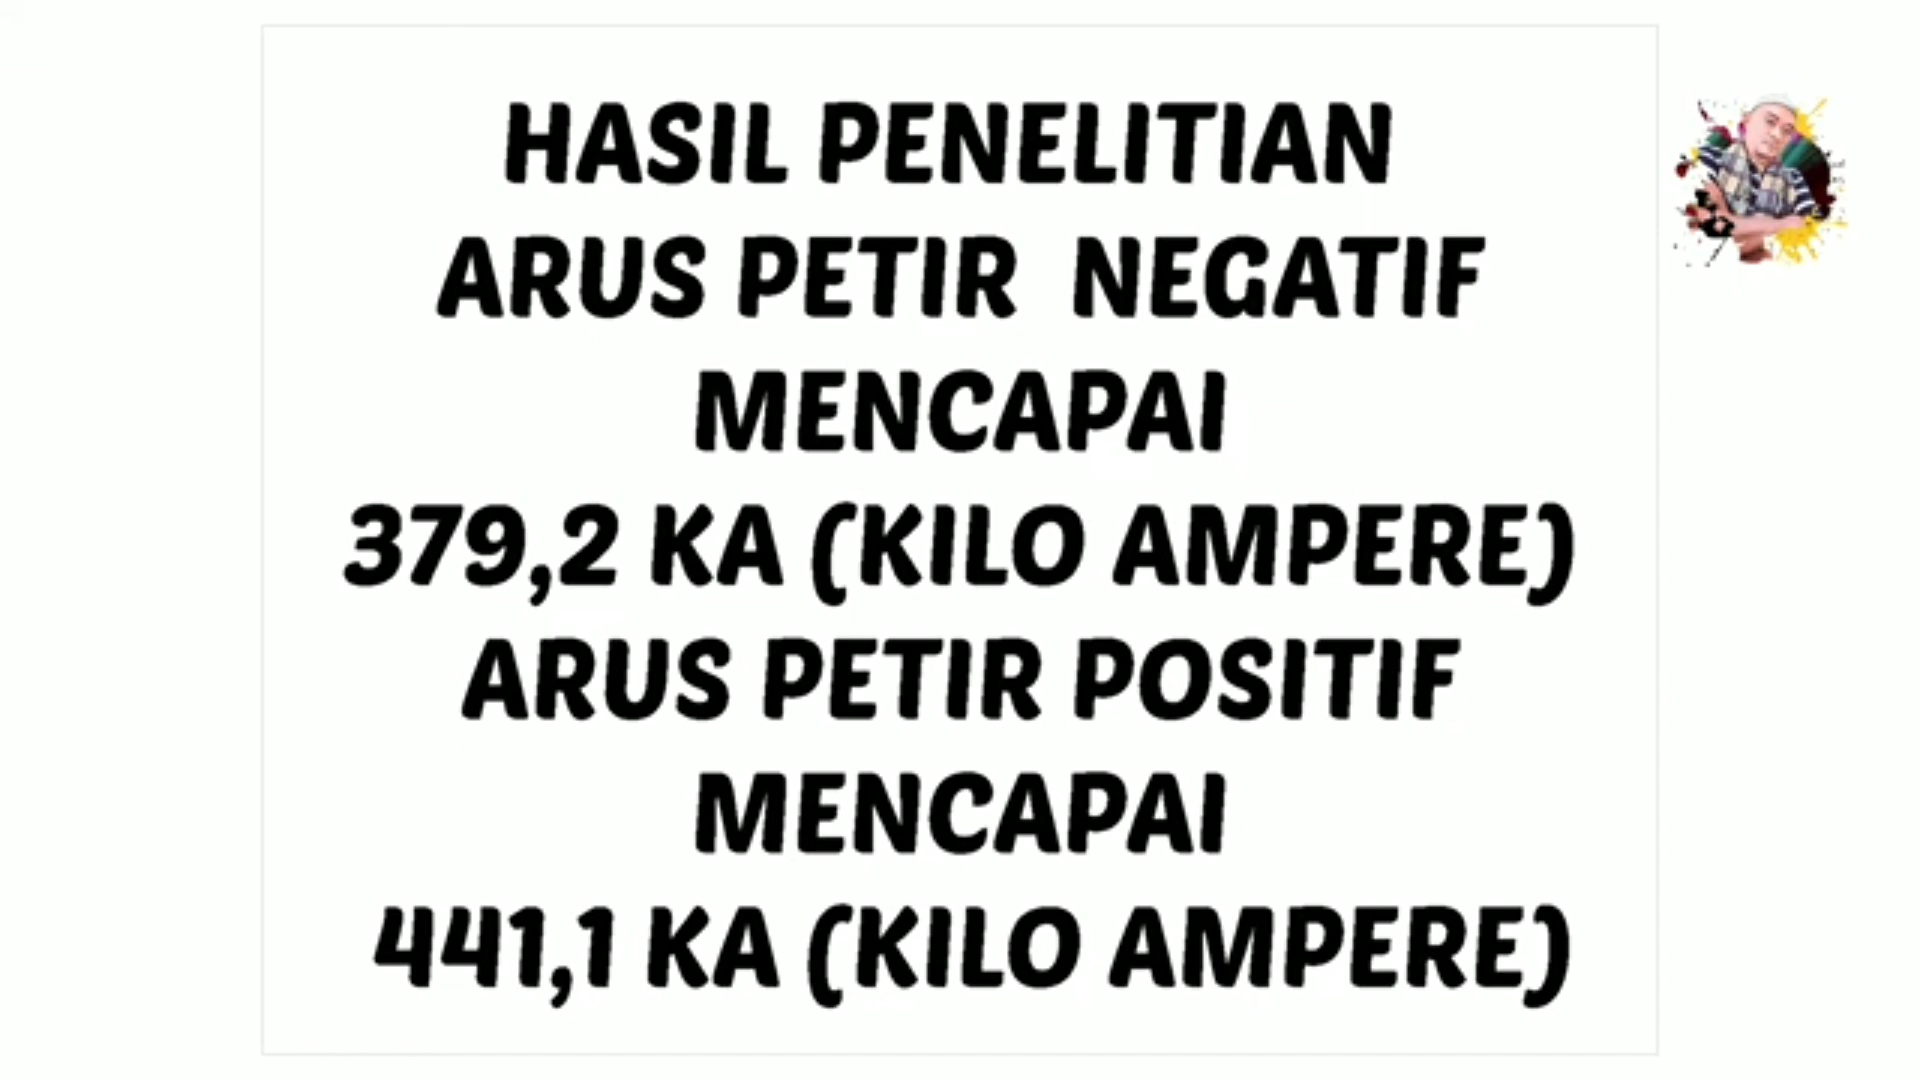 HASIL PENELITIAN
ARUS PETIR NEGATIF
MENCAPAI
379,2 KA (KILO AMPERE)
ARUS PETIR POSITIF
MENCAPAI
441,1 KA (KILO AMPERE)